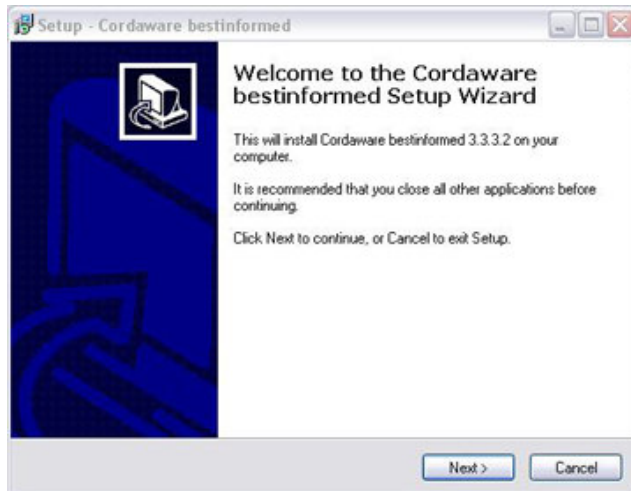 Setup - Cordaware bestinformed
Welcome to the Cordaware
bestinformed Setup Wizard
This will install Cordaware bestinformed 3.3.3.2 on your
computer.
It is recommended that you close all other applications before
continuing.
Click Next to continue, or Cancel to exit Setup.
Next >
Cancel